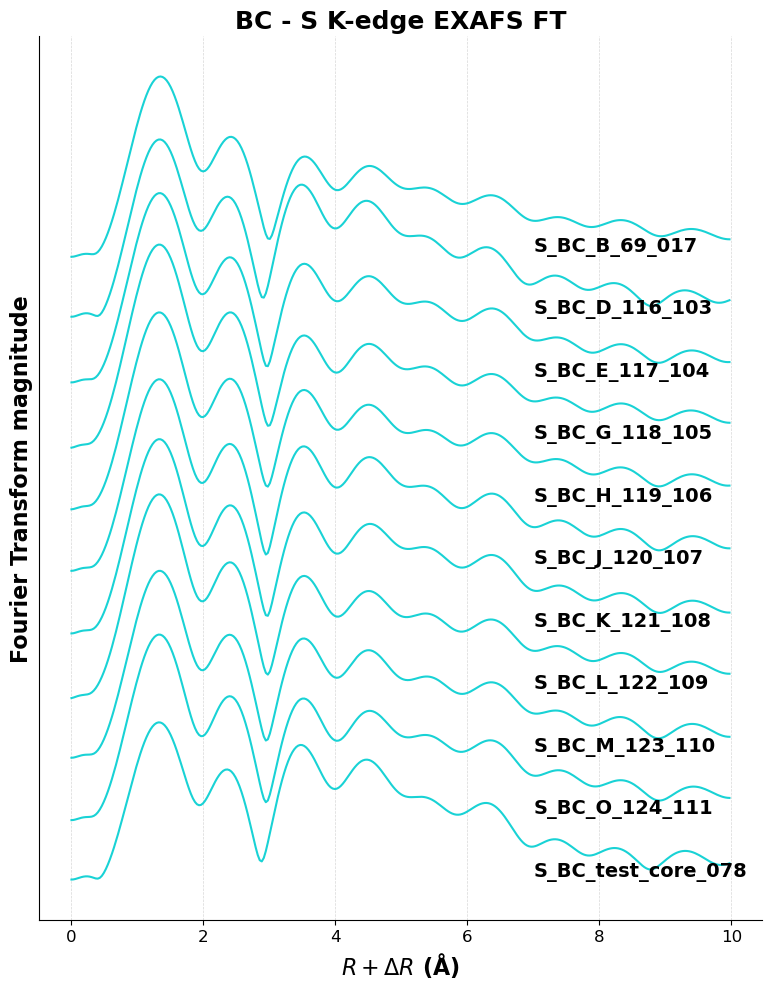 BC - S K-edge EXAFS FT
Fourier Transform magnitude
S_BC_B_69_017
S_BC_D_116_103
S_BC_E_117_104
S_BC_G_118_105
S_BC_H_119_106
S_BC_J_120_107
S_BC_K_121_108
S_BC_L_122_109
S_BC_M_123_110
S_BC_O_124_111
S_BC_test_core_078
0 2 4 6 8 10
R + ΔR (Å)